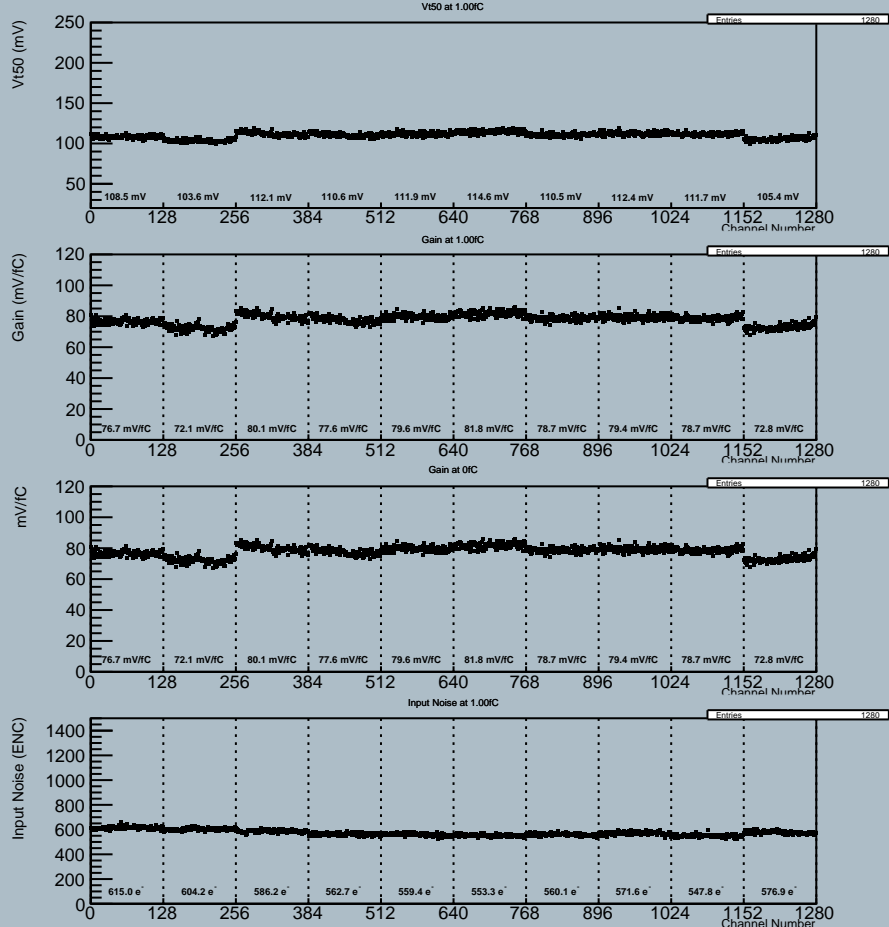 Vt50 at 1.00fC
Entries 1280
Vt50 (mV)
250
200
150
100
50
108.5 mV 103.6 mV 112.1 mV 110.6 mV 111.9 mV 114.6 mV 110.5 mV 112.4 mV 111.7 mV 105.4 mV
0 128 256 384 512 640 768 896 1024 1152 1280
Channel Number
Gain at 1.00fC
Entries 1280
Gain (mV/fC)
120
100
80
60
40
20
0
76.7 mV/fC 72.1 mV/fC 80.1 mV/fC 77.6 mV/fC 79.6 mV/fC 81.8 mV/fC 78.7 mV/fC 79.4 mV/fC 78.7 mV/fC 72.8 mV/fC
0 128 256 384 512 640 768 896 1024 1152 1280
Channel Number
Gain at 0fC
Entries 1280
mV/fC
120
100
80
60
40
20
0
76.7 mV/fC 72.1 mV/fC 80.1 mV/fC 77.6 mV/fC 79.6 mV/fC 81.8 mV/fC 78.7 mV/fC 79.4 mV/fC 78.7 mV/fC 72.8 mV/fC
0 128 256 384 512 640 768 896 1024 1152 1280
Channel Number
Input Noise at 1.00fC
Entries 1280
Input Noise (ENC)
1400
1200
1000
800
600
400
200
0
615.0 e⁻ 604.2 e⁻ 586.2 e⁻ 562.7 e⁻ 559.4 e⁻ 553.3 e⁻ 560.1 e⁻ 571.6 e⁻ 547.8 e⁻ 576.9 e⁻
0 128 256 384 512 640 768 896 1024 1152 1280
Channel Number